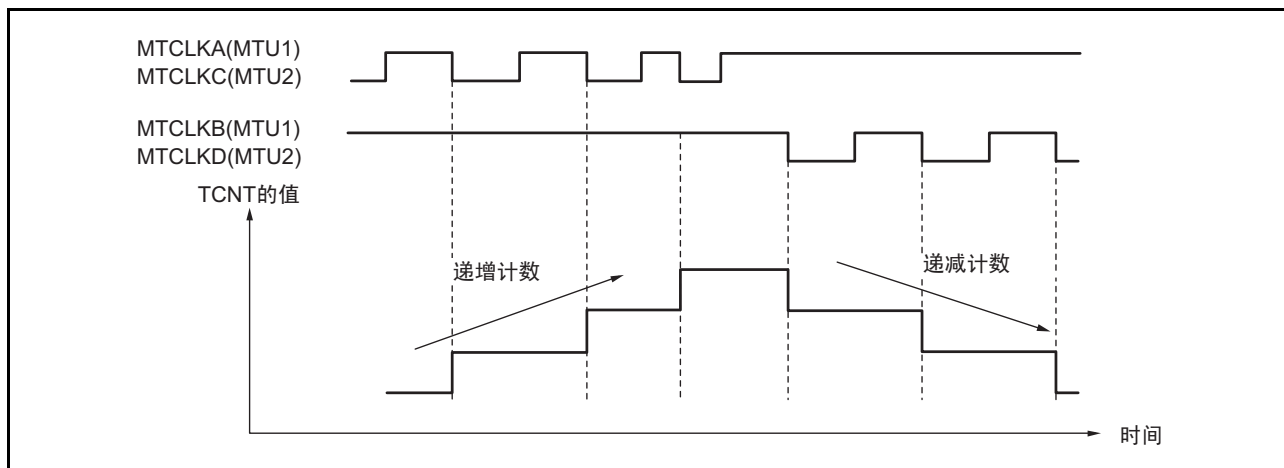 MTCLKA(MTU1)
MTCLKC(MTU2)
MTCLKB(MTU1)
MTCLKD(MTU2)
TCNT的值
递增计数
递减计数
时间